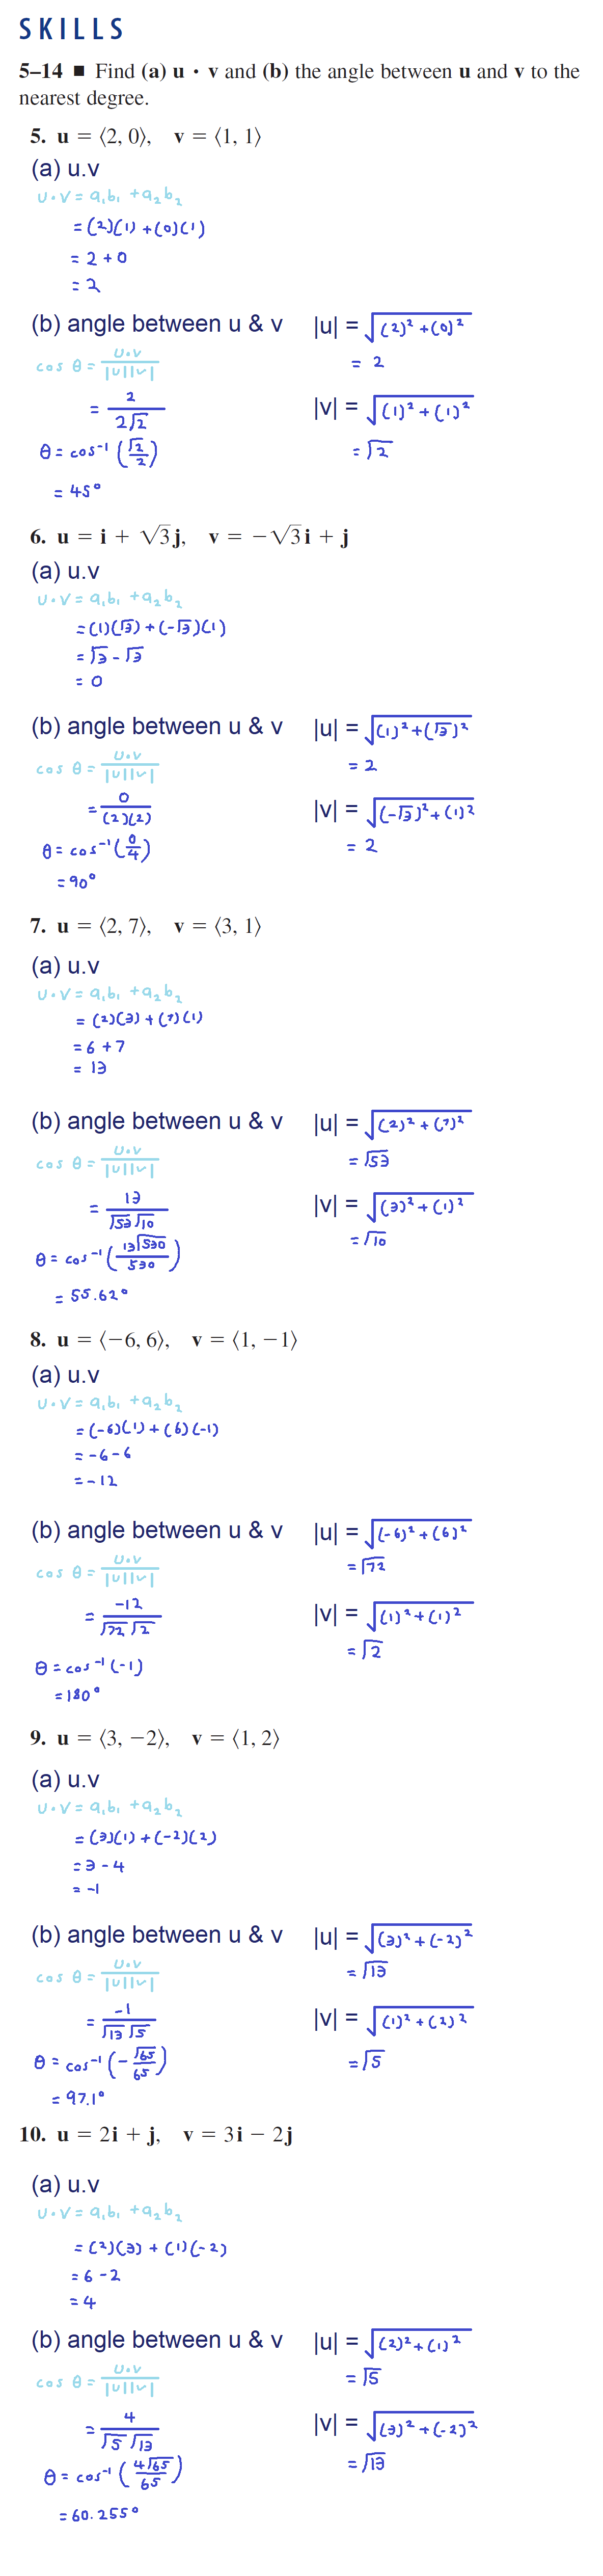 SKILLS
5–14 ■ Find (a) u · v and (b) the angle between u and v to the
nearest degree.
5. u = ⟨2, 0⟩, v = ⟨1, 1⟩
(a) u.v
u·v = a₁b₁ + a₂b₂
= (2)(1) + (0)(1)
= 2 + 0
= 2
(b) angle between u & v |u| = √((2)² + (0)²)
cos θ = u·v / |u||v| = 2
= 2 / 2√2 |v| = √((1)² + (1)²)
θ = cos⁻¹ (√2/2) = √2
= 45°
6. u = i + √3 j, v = −√3 i + j
(a) u.v
u·v = a₁b₁ + a₂b₂
= (1)(√3) + (-√3)(1)
= √3 - √3
= 0
(b) angle between u & v |u| = √((1)² + (√3)²)
cos θ = u·v / |u||v| = 2
= 0 / (2)(2) |v| = √((-√3)² + (1)²)
θ = cos⁻¹ (0/4) = 2
= 90°
7. u = ⟨2, 7⟩, v = ⟨3, 1⟩
(a) u.v
u·v = a₁b₁ + a₂b₂
= (2)(3) + (7)(1)
= 6 + 7
= 13
(b) angle between u & v |u| = √((2)² + (7)²)
cos θ = u·v / |u||v| = √53
= 13 / √53 √10 |v| = √((3)² + (1)²)
θ = cos⁻¹ (13√530 / 530) = √10
= 55.62°
8. u = ⟨−6, 6⟩, v = ⟨1, −1⟩
(a) u.v
u·v = a₁b₁ + a₂b₂
= (-6)(1) + (6)(-1)
= -6 - 6
= -12
(b) angle between u & v |u| = √((-6)² + (6)²)
cos θ = u·v / |u||v| = √72
= -12 / √72 √2 |v| = √((1)² + (1)²)
θ = cos⁻¹ (-1) = √2
= 180°
9. u = ⟨3, −2⟩, v = ⟨1, 2⟩
(a) u.v
u·v = a₁b₁ + a₂b₂
= (3)(1) + (-2)(2)
= 3 - 4
= -1
(b) angle between u & v |u| = √((3)² + (-2)²)
cos θ = u·v / |u||v| = √13
= -1 / √13 √5 |v| = √((1)² + (2)²)
θ = cos⁻¹ (-√65/65) = √5
= 97.1°
10. u = 2i + j, v = 3i − 2j
(a) u.v
u·v = a₁b₁ + a₂b₂
= (2)(3) + (1)(-2)
= 6 - 2
= 4
(b) angle between u & v |u| = √((2)² + (1)²)
cos θ = u·v / |u||v| = √5
= 4 / √5 √13 |v| = √((3)² + (-2)²)
θ = cos⁻¹ (4√65 / 65) = √13
= 60.255°